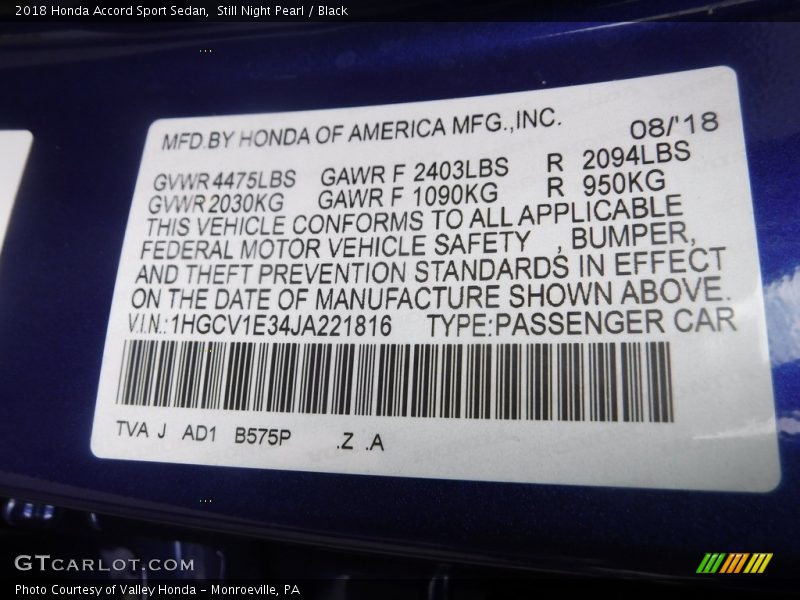 2018 Honda Accord Sport Sedan,  Still Night Pearl / Black
MFD.BY HONDA OF AMERICA MFG.,INC. 08/'18
GVWR 4475LBS GAWR F 2403LBS R 2094LBS
GVWR 2030KG GAWR F 1090KG R 950KG
THIS VEHICLE CONFORMS TO ALL APPLICABLE
FEDERAL MOTOR VEHICLE SAFETY , BUMPER,
AND THEFT PREVENTION STANDARDS IN EFFECT
ON THE DATE OF MANUFACTURE SHOWN ABOVE.
V.I.N.:1HGCV1E34JA221816 TYPE:PASSENGER CAR
TVA J AD1 B575P .Z .A
GTCARLOT.COM
Photo Courtesy of Valley Honda - Monroeville, PA